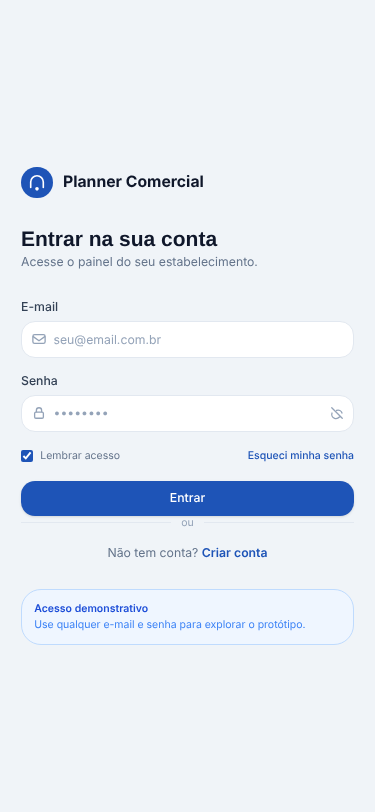 Planner Comercial
Entrar na sua conta
Acesse o painel do seu estabelecimento.
E-mail
seu@email.com.br
Senha
••••••••
Lembrar acesso
Esqueci minha senha
Entrar
ou
Não tem conta? Criar conta
Acesso demonstrativo
Use qualquer e-mail e senha para explorar o protótipo.